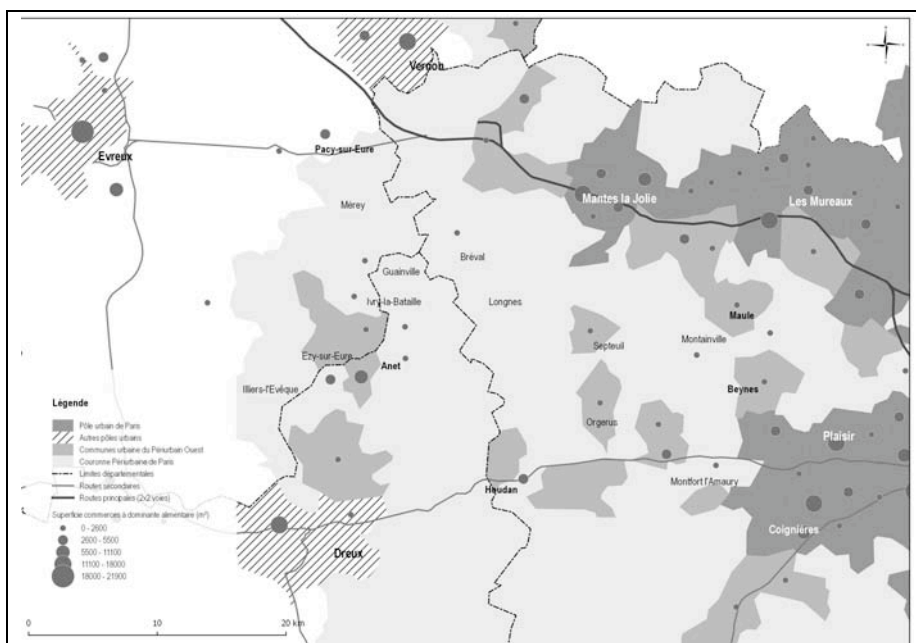 Vernon
Evreux
Pacy-sur-Eure
Mantes la Jolie
Les Mureaux
Mérey
Bréval
Guainville
Ivry-la-Bataille
Longnes
Maule
Septeuil
Montainville
Ezy-sur-Eure
Anet
Illiers-l'Evêque
Beynes
Orgerus
Plaisir
Houdan
Montfort l'Amaury
Coignières
Dreux
Légende
Pôle urbain de Paris
Autres pôles urbains
Communes urbaine du Périurbain Ouest
Couronne Périurbaine de Paris
Limites départementales
Routes secondaires
Routes principales (2x2 voies)
Superficie commerces à dominante alimentaire (m²)
0 - 2600
2600 - 5500
5500 - 11100
11100 - 18000
18000 - 21900
0 10 20 km